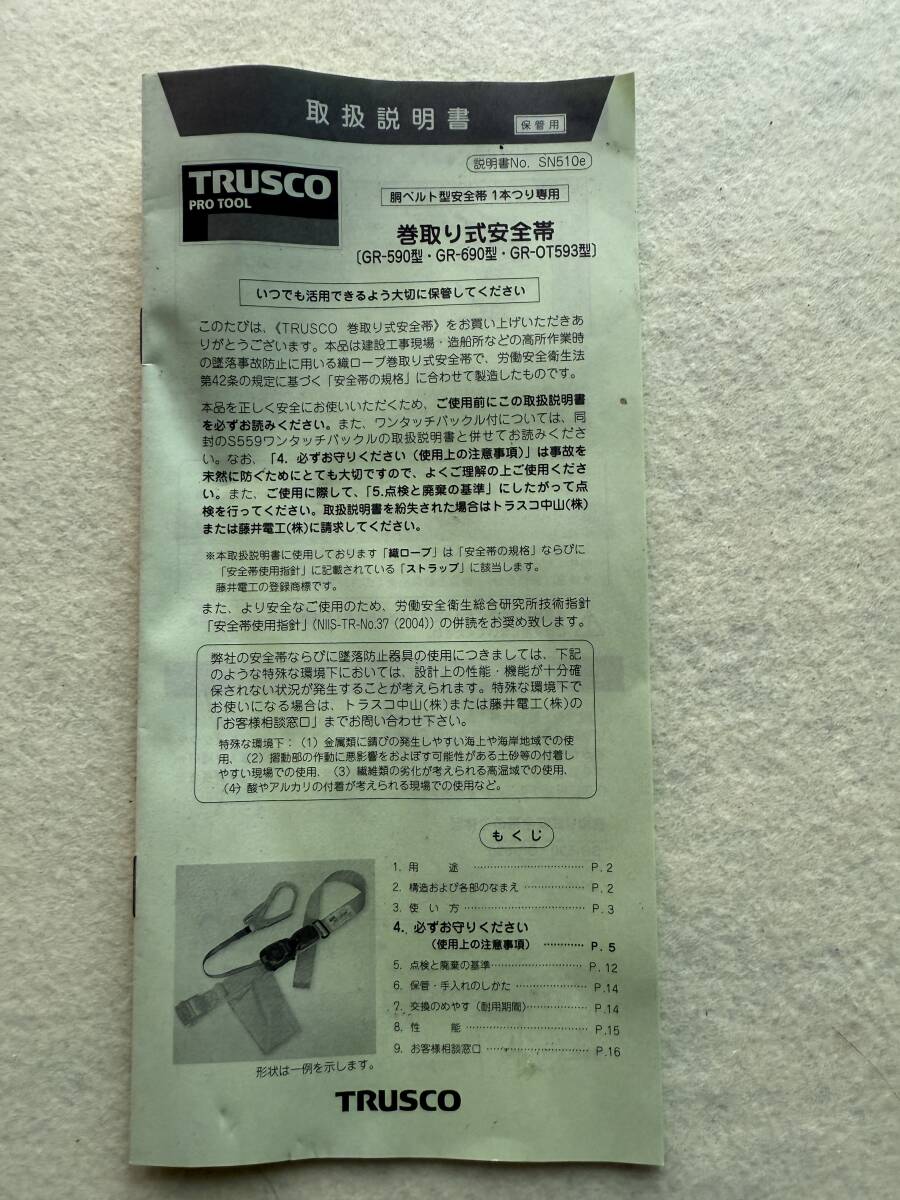 取扱説明書
保管用
説明書No. SN510e
TRUSCO
PRO TOOL
胴ベルト型安全帯 1本つり専用
巻取り式安全帯
〔GR-590型・GR-690型・GR-OT593型〕
いつでも活用できるよう大切に保管してください
このたびは、《TRUSCO 巻取り式安全帯》をお買い上げいただきあ
りがとうございます。本品は建設工事現場・造船所などの高所作業時
の墜落事故防止に用いる織ロープ巻取り式安全帯で、労働安全衛生法
第42条の規定に基づく「安全帯の規格」に合わせて製造したものです。
本品を正しく安全にお使いいただくため、ご使用前にこの取扱説明書
を必ずお読みください。また、ワンタッチバックル付については、同
封のS559ワンタッチバックルの取扱説明書と併せてお読みくださ
い。なお、「4. 必ずお守りください（使用上の注意事項）」は事故を
未然に防ぐためにとても大切ですので、よくご理解の上ご使用くださ
い。また、ご使用に際して、「5.点検と廃棄の基準」にしたがって点
検を行ってください。取扱説明書を紛失された場合はトラスコ中山(株)
または藤井電工(株)に請求してください。
※本取扱説明書に使用しております「織ロープ」は「安全帯の規格」ならびに
「安全帯使用指針」に記載されている「ストラップ」に該当します。
藤井電工の登録商標です。
また、より安全なご使用のため、労働安全衛生総合研究所技術指針
「安全帯使用指針」(NIIS-TR-No.37（2004）) の併読をお奨め致します。
弊社の安全帯ならびに墜落防止器具の使用につきましては、下記
のような特殊な環境下においては、設計上の性能・機能が十分確
保されない状況が発生することが考えられます。特殊な環境下で
お使いになる場合は、トラスコ中山(株)または藤井電工(株)の
「お客様相談窓口」までお問い合わせ下さい。
特殊な環境下：（1）金属類に錆びの発生しやすい海上や海岸地域での使
用、（2）摺動部の作動に悪影響をおよぼす可能性がある土砂等の付着し
やすい現場での使用、（3）繊維類の劣化が考えられる高温域での使用、
（4）酸やアルカリの付着が考えられる現場での使用など。
もくじ
1. 用 途 ………………………… P.2
2. 構造および各部のなまえ …………… P.2
3. 使い方 ………………………… P.3
4. 必ずお守りください
（使用上の注意事項） ………… P.5
5. 点検と廃棄の基準 ………………… P.12
6. 保管・手入れのしかた …………… P.14
7. 交換のめやす（耐用期間）………… P.14
8. 性 能 ………………………… P.15
9. お客様相談窓口 ………………… P.16
形状は一例を示します。
TRUSCO